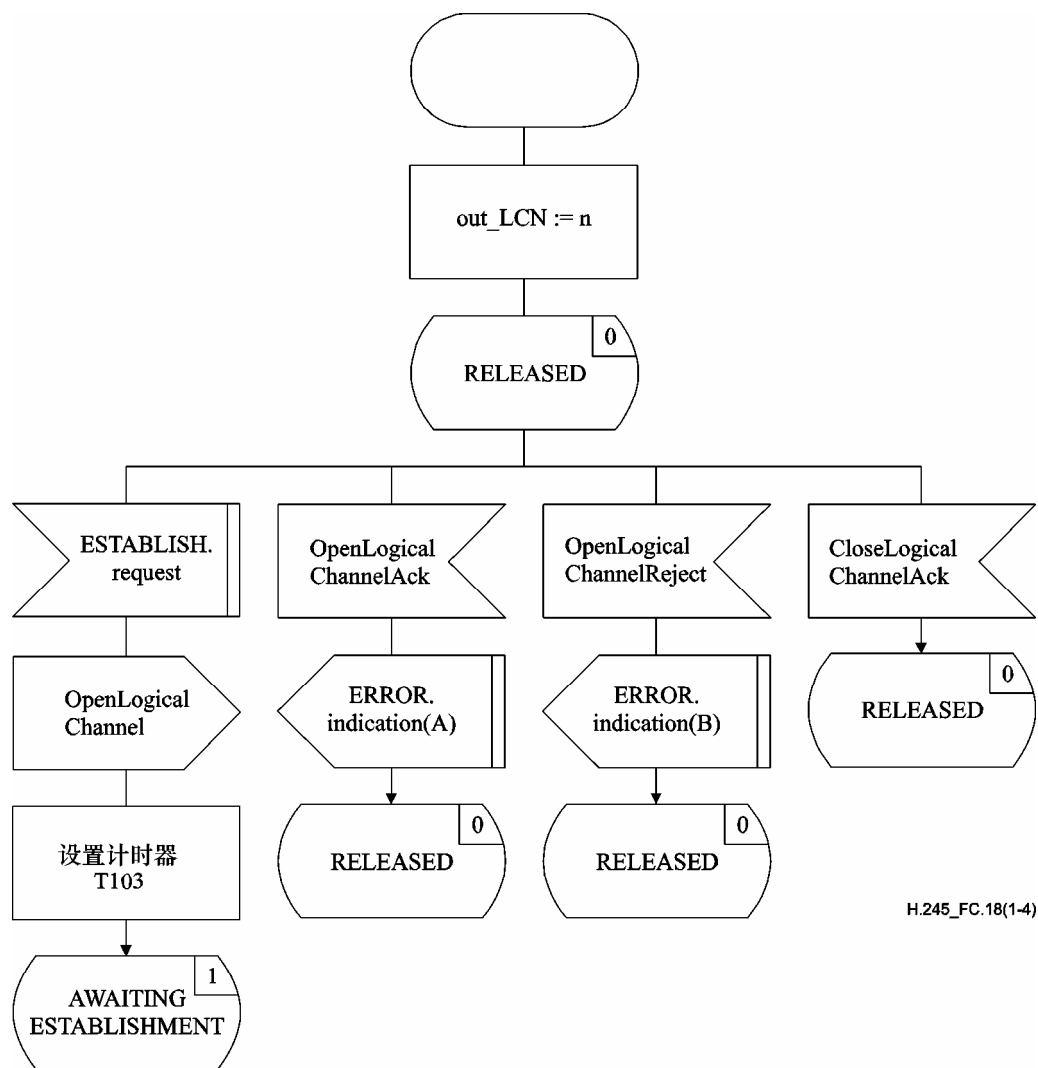 out_LCN := n
0
RELEASED
ESTABLISH.
request
OpenLogical
ChannelAck
OpenLogical
ChannelReject
CloseLogical
ChannelAck
OpenLogical
Channel
ERROR.
indication(A)
ERROR.
indication(B)
0
RELEASED
设置计时器
T103
0
RELEASED
0
RELEASED
H.245_FC.18(1-4)
1
AWAITING
ESTABLISHMENT